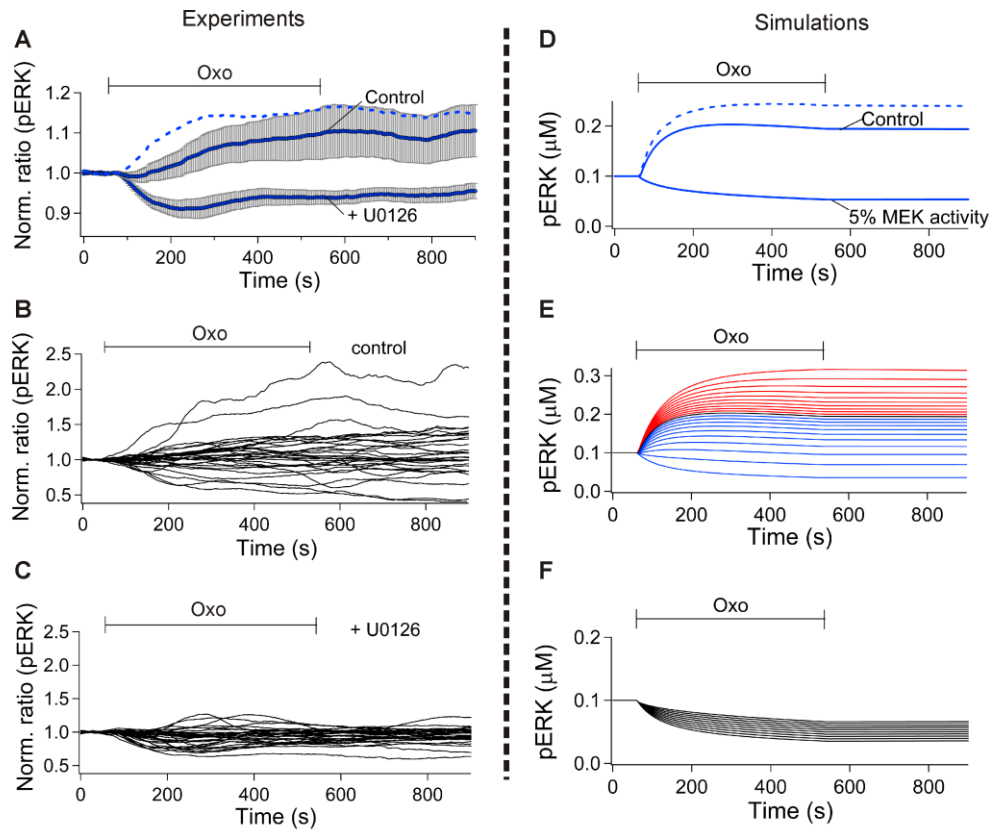 Experiments
A
Oxo
Control
+ U0126
Norm. ratio (pERK)
1.2
1.1
1.0
0.9
0 200 400 600 800
Time (s)
B
Oxo
control
Norm. ratio (pERK)
2.5
2.0
1.5
1.0
0.5
0 200 400 600 800
Time (s)
C
Oxo
+ U0126
Norm. ratio (pERK)
2.5
2.0
1.5
1.0
0.5
0 200 400 600 800
Time (s)
Simulations
D
Oxo
Control
5% MEK activity
pERK (μM)
0.2
0.1
0.0
0 200 400 600 800
Time (s)
E
Oxo
pERK (μM)
0.3
0.2
0.1
0.0
0 200 400 600 800
Time (s)
F
Oxo
pERK (μM)
0.2
0.1
0.0
0 200 400 600 800
Time (s)